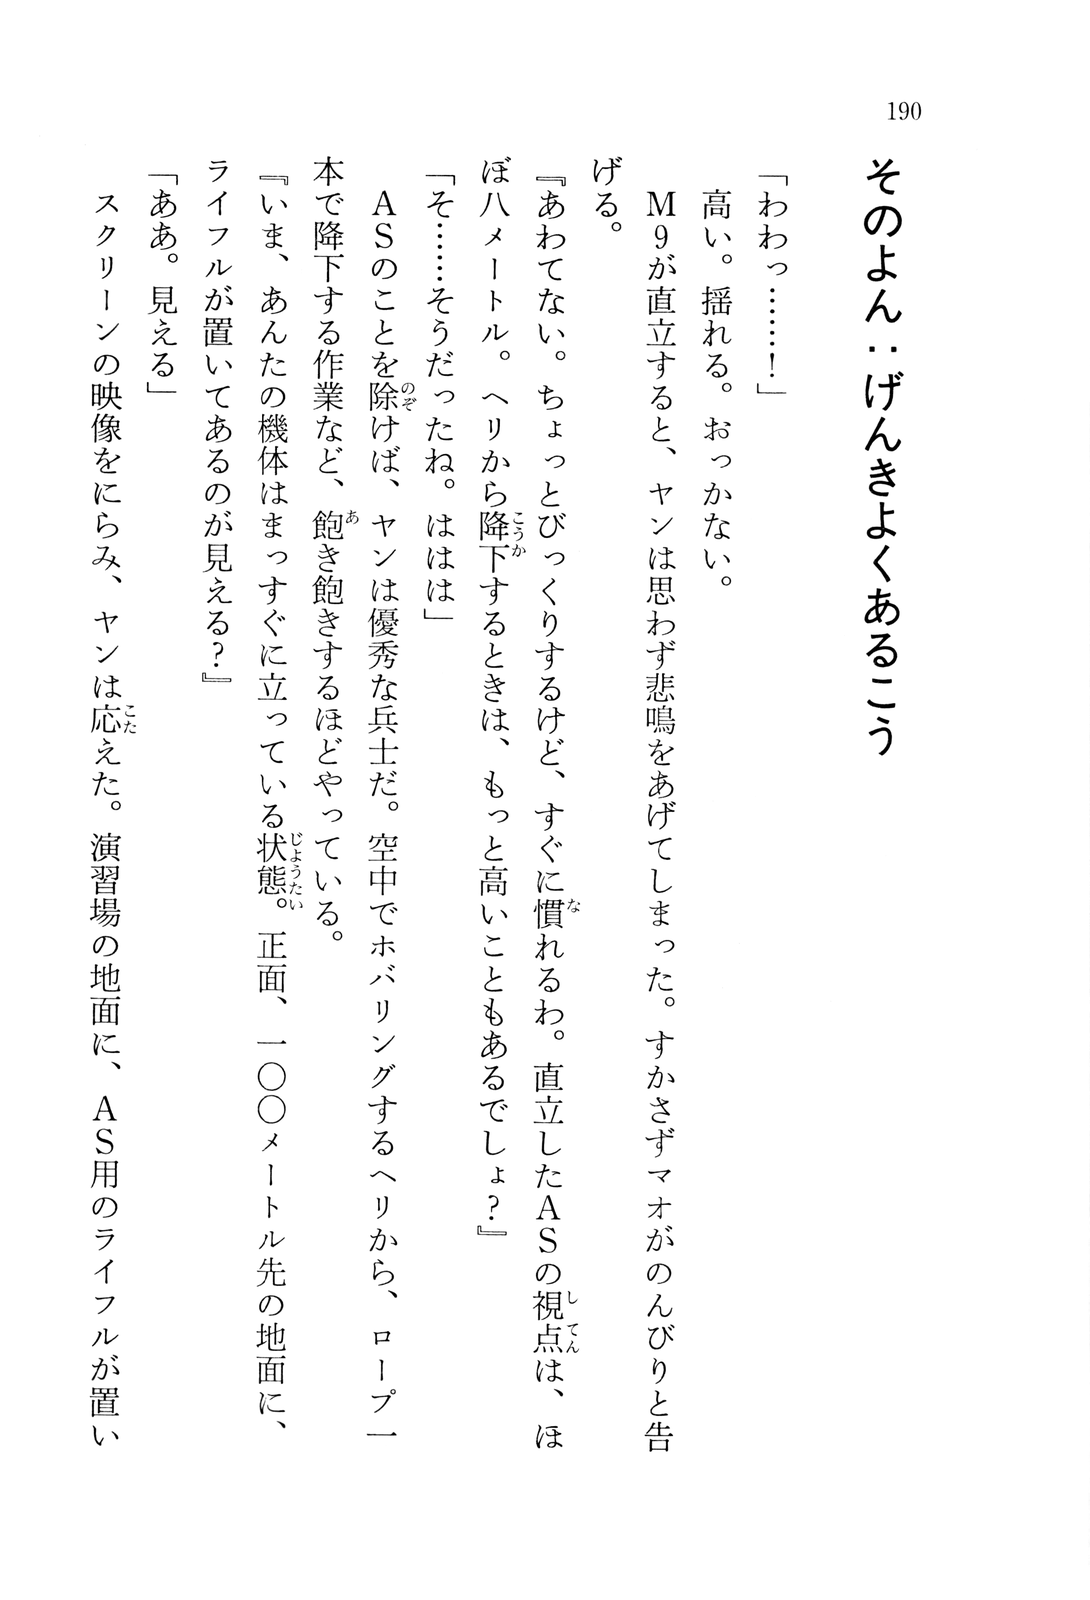 190
そのよん：げんきよくあるこう
「わわっ……！」
高い。揺れる。おっかない。
Ｍ９が直立すると、ヤンは思わず悲鳴をあげてしまった。すかさずマオがのんびりと告
げる。
『あわてない。ちょっとびっくりするけど、すぐに慣れるわ。直立したＡＳの視点は、ほ
ぼ八メートル。ヘリから降下するときは、もっと高いこともあるでしょ？』
「そ……そうだったね。ははは」
ＡＳのことを除けば、ヤンは優秀な兵士だ。空中でホバリングするヘリから、ロープ一
本で降下する作業など、飽き飽きするほどやっている。
『いま、あんたの機体はまっすぐに立っている状態。正面、一〇〇メートル先の地面に、
ライフルが置いてあるのが見える？』
「ああ。見える」
スクリーンの映像をにらみ、ヤンは応えた。演習場の地面に、ＡＳ用のライフルが置い